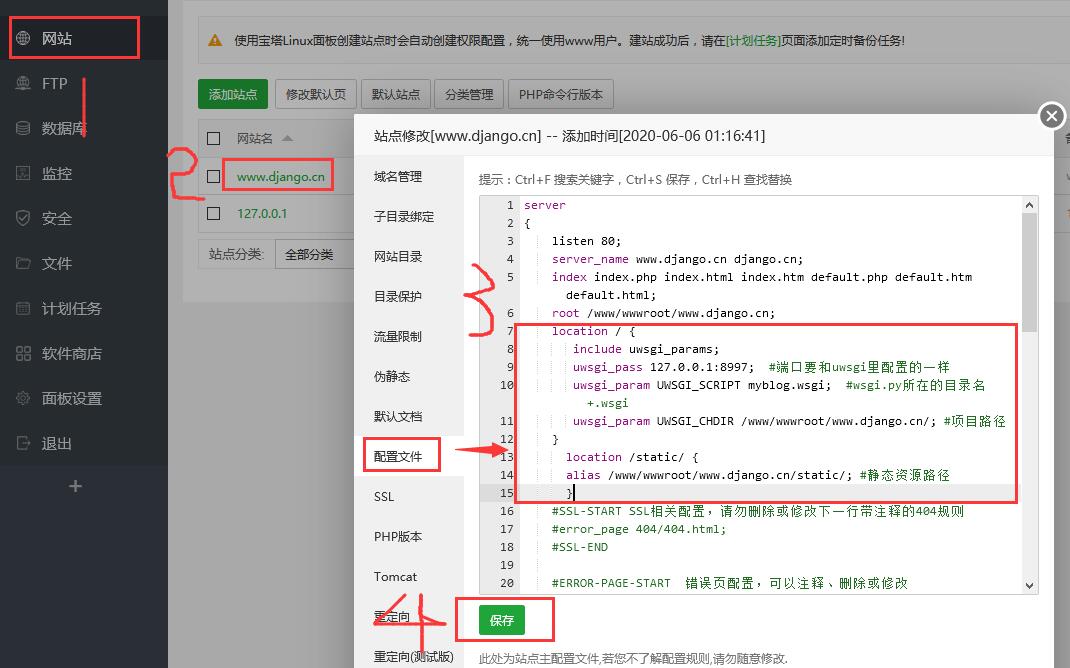 网站
FTP
数据库
监控
安全
文件
计划任务
软件商店
面板设置
退出
+
1
使用宝塔Linux面板创建站点时会自动创建权限配置，统一使用www用户。建站成功后，请在[计划任务]页面添加定时备份任务!
添加站点
修改默认页
默认站点
分类管理
PHP命令行版本
网站名
2
www.django.cn
127.0.0.1
站点分类:
全部分类
站点修改[www.django.cn] -- 添加时间[2020-06-06 01:16:41]
域名管理
子目录绑定
网站目录
目录保护
流量限制
伪静态
默认文档
配置文件
SSL
PHP版本
Tomcat
重定向
重定向(测试版)
3
提示：Ctrl+F 搜索关键字，Ctrl+S 保存，Ctrl+H 查找替换
1 server
2 {
3 listen 80;
4 server_name www.django.cn django.cn;
5 index index.php index.html index.htm default.php default.htm
default.html;
6 root /www/wwwroot/www.django.cn;
7 location / {
8 include uwsgi_params;
9 uwsgi_pass 127.0.0.1:8997; #端口要和uwsgi里配置的一样
10 uwsgi_param UWSGI_SCRIPT myblog.wsgi; #wsgi.py所在的目录名
+.wsgi
11 uwsgi_param UWSGI_CHDIR /www/wwwroot/www.django.cn/; #项目路径
12 }
13 location /static/ {
14 alias /www/wwwroot/www.django.cn/static/; #静态资源路径
15 }
16 #SSL-START SSL相关配置，请勿删除或修改下一行带注释的404规则
17 #error_page 404/404.html;
18 #SSL-END
19
20 #ERROR-PAGE-START 错误页配置，可以注释、删除或修改
4
保存
此处为站点主配置文件,若您不了解配置规则,请勿随意修改.